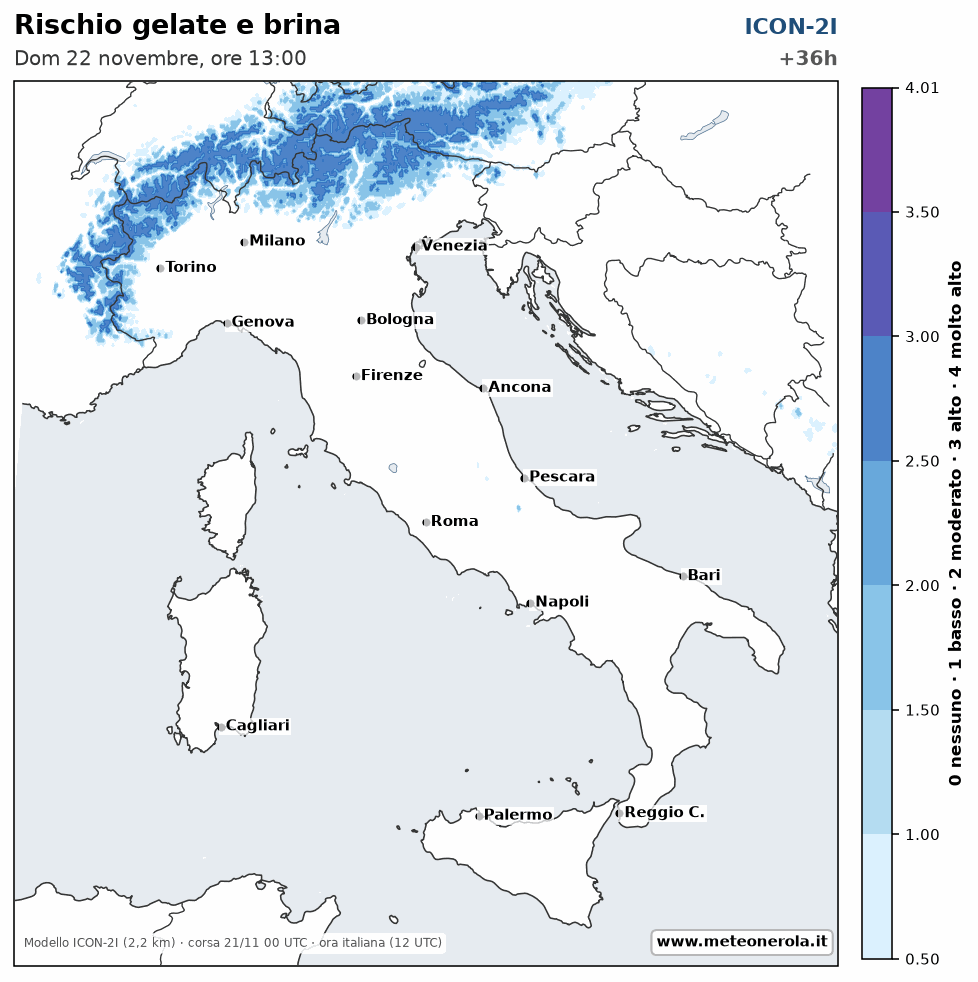 Rischio gelate e brina
ICON-2I
Dom 22 novembre, ore 13:00
+36h
4.01
3.50
3.00
2.50
2.00
1.50
1.00
0.50
0 nessuno · 1 basso · 2 moderato · 3 alto · 4 molto alto
Milano
Venezia
Torino
Genova
Bologna
Firenze
Ancona
Pescara
Roma
Bari
Napoli
Cagliari
Palermo
Reggio C.
Modello ICON-2I (2,2 km) · corsa 21/11 00 UTC · ora italiana (12 UTC)
www.meteonerola.it